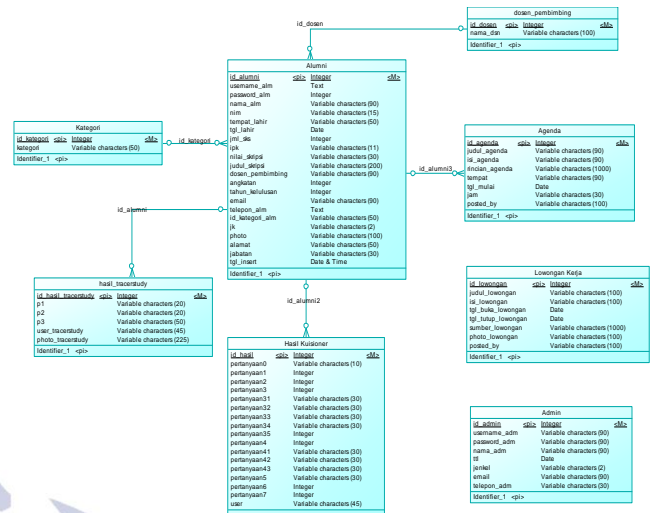 id_dosen
dosen_pembimbing
id_dosen <pi> Integer <M>
nama_dsn Variable characters (100)
Identifier_1 <pi>
Alumni
id_alumni <pi> Integer <M>
username_alm Text
password_alm Integer
nama_alm Variable characters (90)
nim Variable characters (15)
tempat_lahir Variable characters (50)
tgl_lahir Date
jml_sks Integer
ipk Variable characters (11)
nilai_skripsi Variable characters (30)
judul_skripsi Variable characters (200)
dosen_pembimbing Variable characters (90)
angkatan Integer
tahun_kelulusan Integer
email Variable characters (90)
telepon_alm Text
id_kategori_alm Variable characters (50)
jk Variable characters (2)
photo Variable characters (100)
alamat Variable characters (50)
jabatan Variable characters (30)
tgl_insert Date & Time
Identifier_1 <pi>
Kategori
id_kategori <pi> Integer <M>
kategori Variable characters (50)
Identifier_1 <pi>
id_kategori
Agenda
id_agenda <pi> Integer <M>
judul_agenda Variable characters (90)
isi_agenda Variable characters (90)
rincian_agenda Variable characters (1000)
tempat Variable characters (90)
tgl_mulai Date
jam Variable characters (30)
posted_by Variable characters (100)
Identifier_1 <pi>
id_alumni3
id_alumni
hasil_tracerstudy
id_hasil_tracerstudy <pi> Integer <M>
p1 Variable characters (20)
p2 Variable characters (20)
p3 Variable characters (50)
user_tracerstudy Variable characters (45)
photo_tracerstudy Variable characters (225)
Identifier_1 <pi>
id_alumni2
Lowongan Kerja
id_lowongan <pi> Integer <M>
judul_lowongan Variable characters (100)
isi_lowongan Variable characters (100)
tgl_buka_lowongan Date
tgl_tutup_lowongan Date
sumber_lowongan Variable characters (1000)
photo_lowongan Variable characters (100)
posted_by Variable characters (100)
Identifier_1 <pi>
Hasil Kuisioner
id_hasil <pi> Integer <M>
pertanyaan0 Variable characters (10)
pertanyaan1 Integer
pertanyaan2 Integer
pertanyaan3 Integer
pertanyaan31 Variable characters (30)
pertanyaan32 Variable characters (30)
pertanyaan33 Variable characters (30)
pertanyaan34 Variable characters (30)
pertanyaan35 Integer
pertanyaan4 Integer
pertanyaan41 Variable characters (30)
pertanyaan42 Variable characters (30)
pertanyaan43 Variable characters (30)
pertanyaan5 Variable characters (30)
pertanyaan6 Integer
pertanyaan7 Integer
user Variable characters (45)
Admin
id_admin <pi> Integer <M>
username_adm Variable characters (90)
password_adm Variable characters (90)
nama_adm Variable characters (90)
ttl Date
jenkel Variable characters (2)
email Variable characters (90)
telepon_adm Variable characters (30)
Identifier_1 <pi>